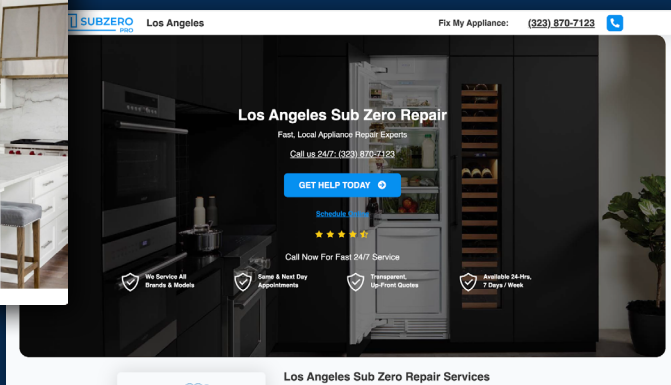 SUBZERO
PRO
Los Angeles
Fix My Appliance:
(323) 870-7123
Los Angeles Sub Zero Repair
Fast, Local Appliance Repair Experts
Call us 24/7: (323) 870-7123
GET HELP TODAY
Schedule
Call Now For Fast 24/7 Service
We Service All
Brands & Models
Same & Next Day
Appointments
Transparent,
Up-Front Quotes
Available 24-Hrs,
7 Days / Week
Los Angeles Sub Zero Repair Services